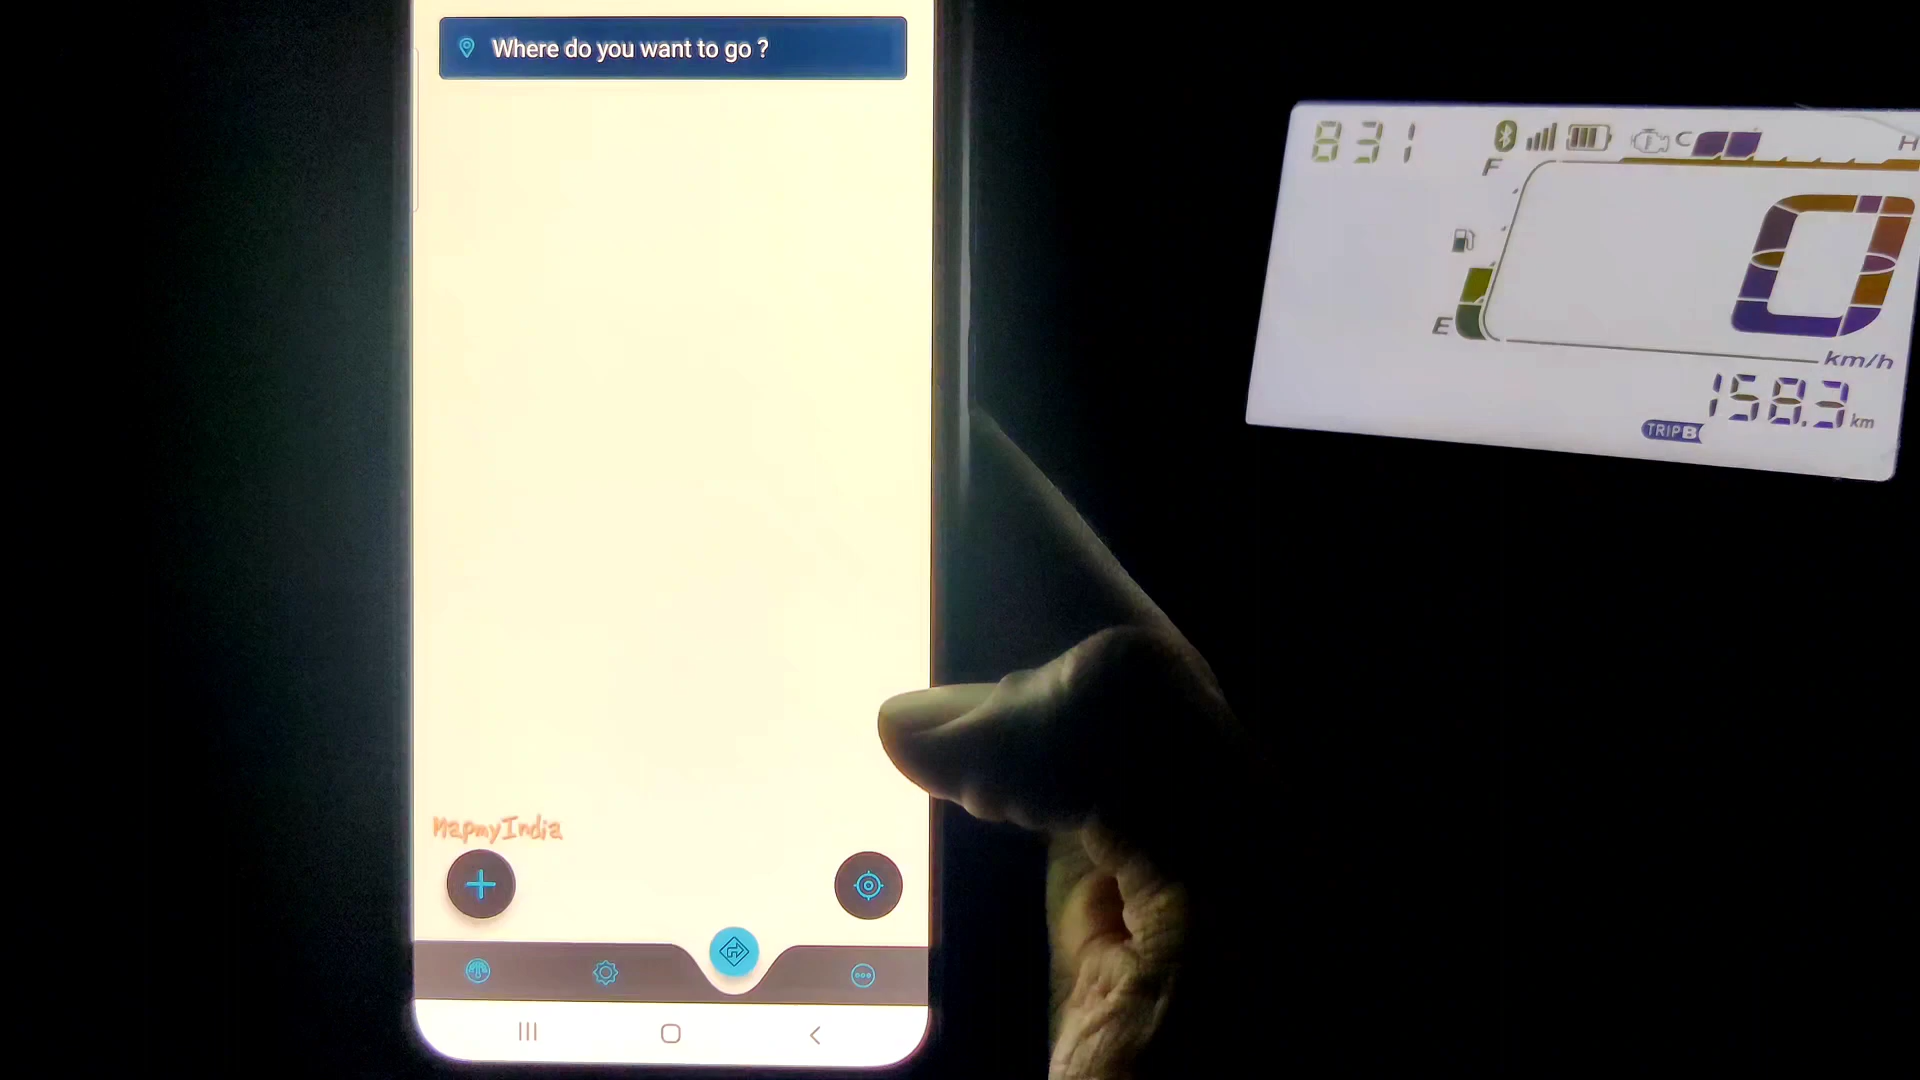 Where do you want to go ?
MapmyIndia
831
C
H
F
E
0
km/h
158.3 km
TRIP B